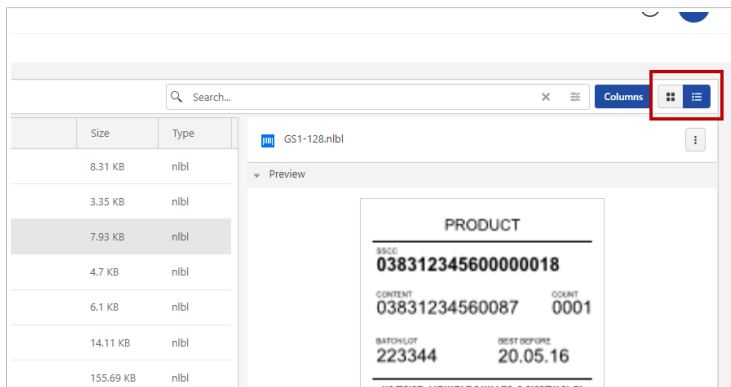 Search...
Columns
Size Type
GS1-128.nlbl
8.31 KB nlbl
Preview
3.35 KB nlbl
7.93 KB nlbl
4.7 KB nlbl
6.1 KB nlbl
14.11 KB nlbl
155.69 KB nlbl
PRODUCT
SSCC
038312345600000018
CONTENT COUNT
03831234560087 0001
BATCH/LOT BEST BEFORE
223344 20.05.16